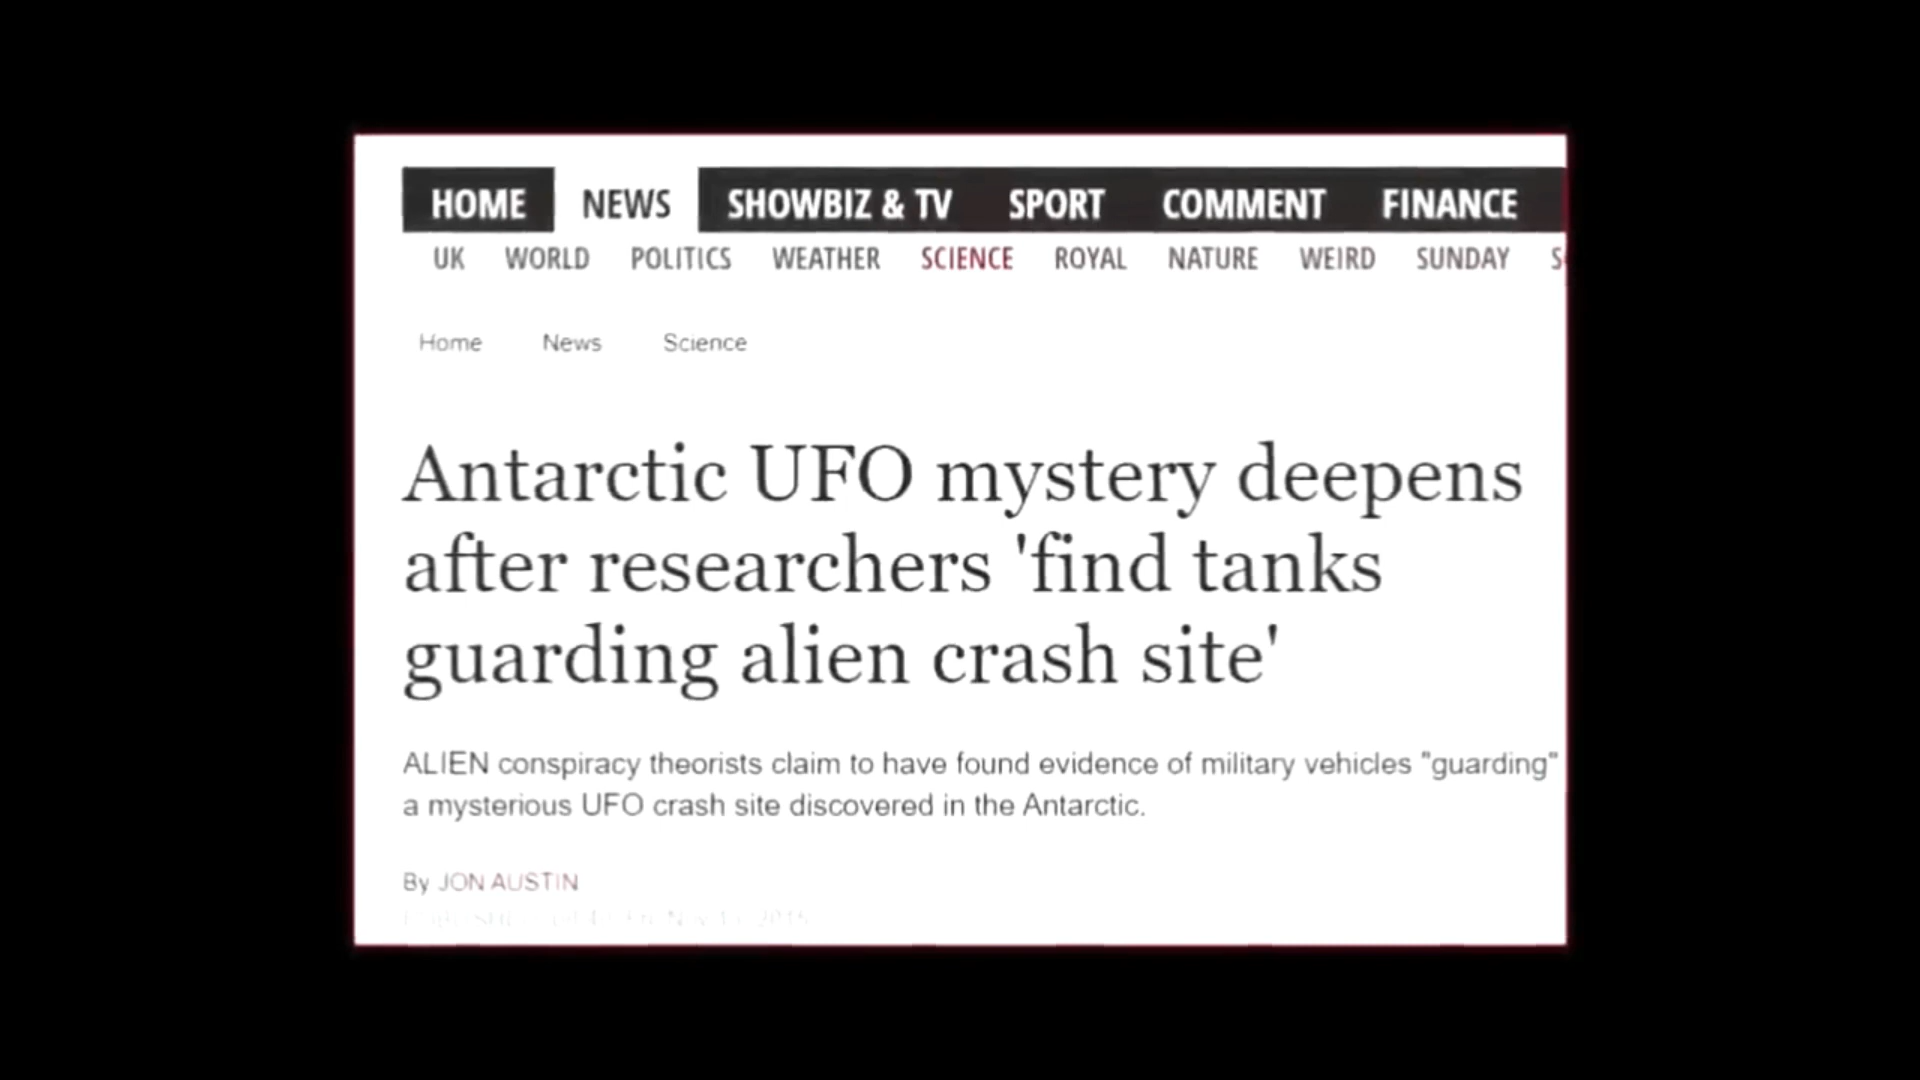 HOME NEWS SHOWBIZ & TV SPORT COMMENT FINANCE
UK WORLD POLITICS WEATHER SCIENCE ROYAL NATURE WEIRD SUNDAY
Home News Science
Antarctic UFO mystery deepens
after researchers 'find tanks
guarding alien crash site'
ALIEN conspiracy theorists claim to have found evidence of military vehicles "guarding"
a mysterious UFO crash site discovered in the Antarctic.
By JON AUSTIN